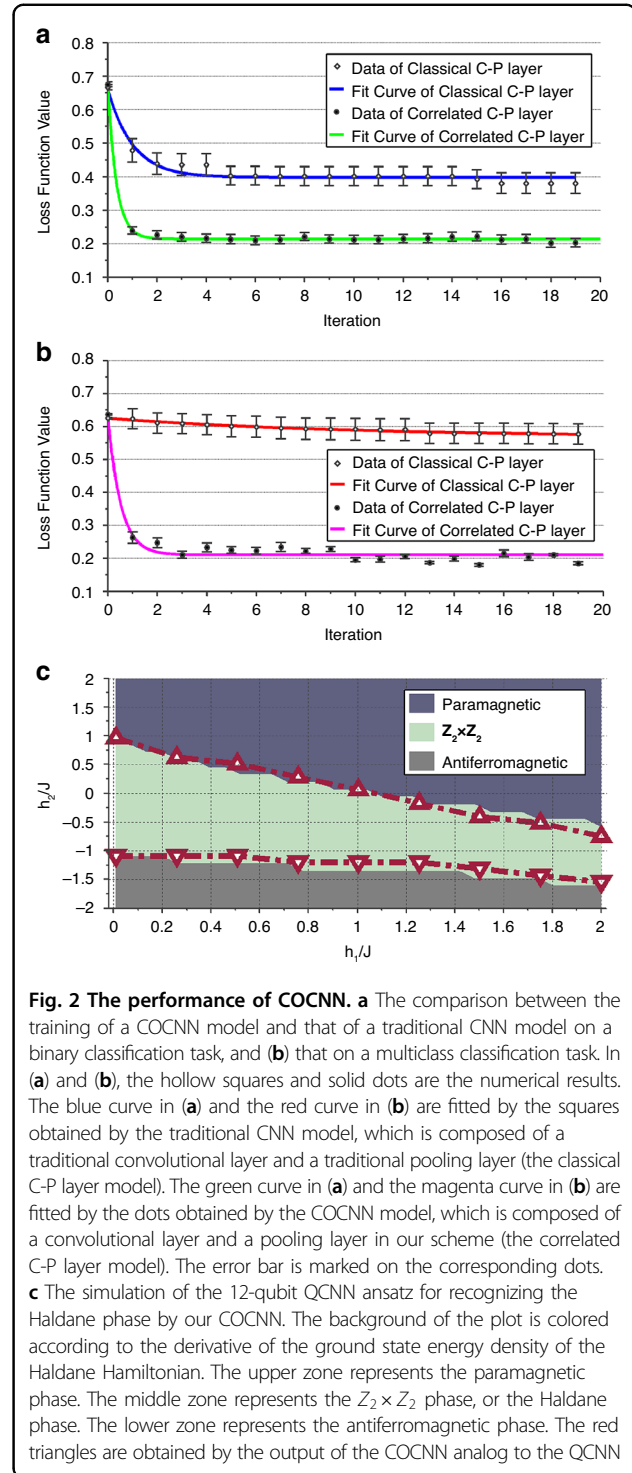 a
0.8
0.7
0.6
0.5
0.4
0.3
0.2
0.1
Loss Function Value
Data of Classical C-P layer
Fit Curve of Classical C-P layer
Data of Correlated C-P layer
Fit Curve of Correlated C-P layer
0 2 4 6 8 10 12 14 16 18 20
Iteration
b
0.8
0.7
0.6
0.5
0.4
0.3
0.2
0.1
Loss Function Value
Data of Classical C-P layer
Fit Curve of Classical C-P layer
Data of Correlated C-P layer
Fit Curve of Correlated C-P layer
0 2 4 6 8 10 12 14 16 18 20
Iteration
c
2
1.5
1
0.5
0
−0.5
−1
−1.5
−2
h₂/J
Paramagnetic
Z₂×Z₂
Antiferromagnetic
0 0.2 0.4 0.6 0.8 1 1.2 1.4 1.6 1.8 2
h₁/J
Fig. 2 The performance of COCNN. a The comparison between the
training of a COCNN model and that of a traditional CNN model on a
binary classification task, and (b) that on a multiclass classification task. In
(a) and (b), the hollow squares and solid dots are the numerical results.
The blue curve in (a) and the red curve in (b) are fitted by the squares
obtained by the traditional CNN model, which is composed of a
traditional convolutional layer and a traditional pooling layer (the classical
C-P layer model). The green curve in (a) and the magenta curve in (b) are
fitted by the dots obtained by the COCNN model, which is composed of
a convolutional layer and a pooling layer in our scheme (the correlated
C-P layer model). The error bar is marked on the corresponding dots.
c The simulation of the 12-qubit QCNN ansatz for recognizing the
Haldane phase by our COCNN. The background of the plot is colored
according to the derivative of the ground state energy density of the
Haldane Hamiltonian. The upper zone represents the paramagnetic
phase. The middle zone represents the Z₂ × Z₂ phase, or the Haldane
phase. The lower zone represents the antiferromagnetic phase. The red
triangles are obtained by the output of the COCNN analog to the QCNN